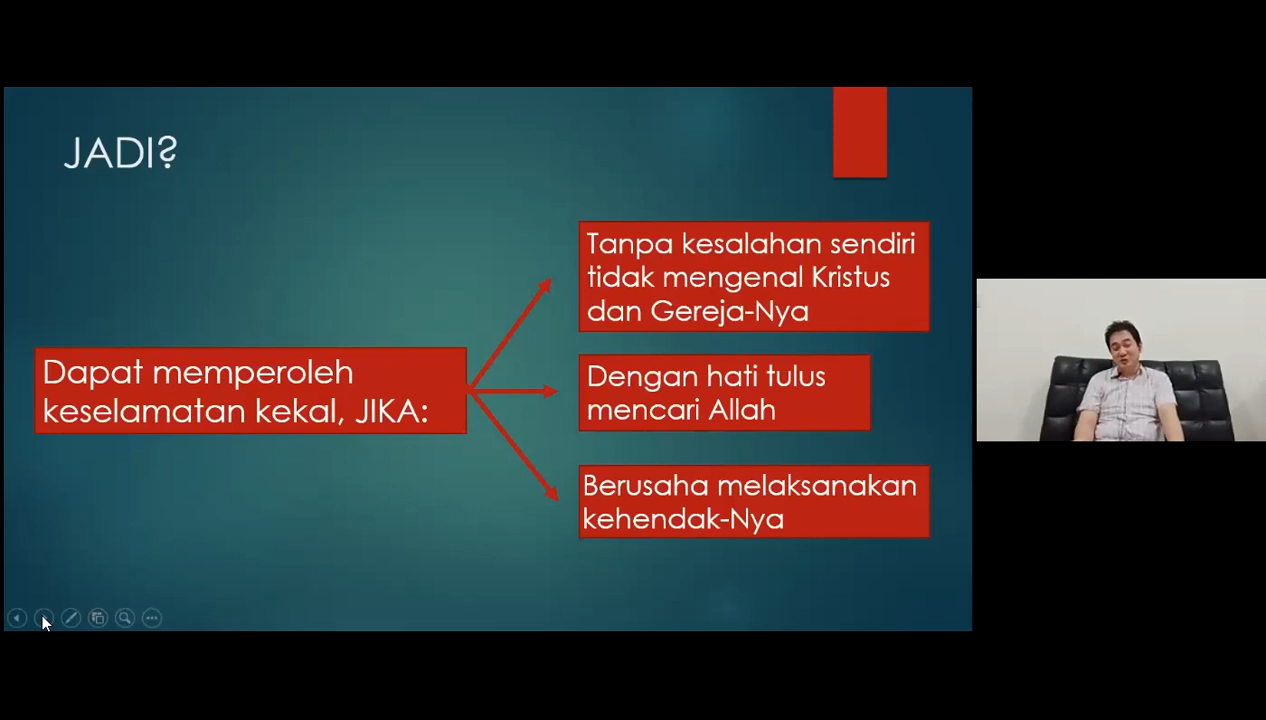 JADI?
Dapat memperoleh
keselamatan kekal, JIKA:
Tanpa kesalahan sendiri
tidak mengenal Kristus
dan Gereja-Nya
Dengan hati tulus
mencari Allah
Berusaha melaksanakan
kehendak-Nya